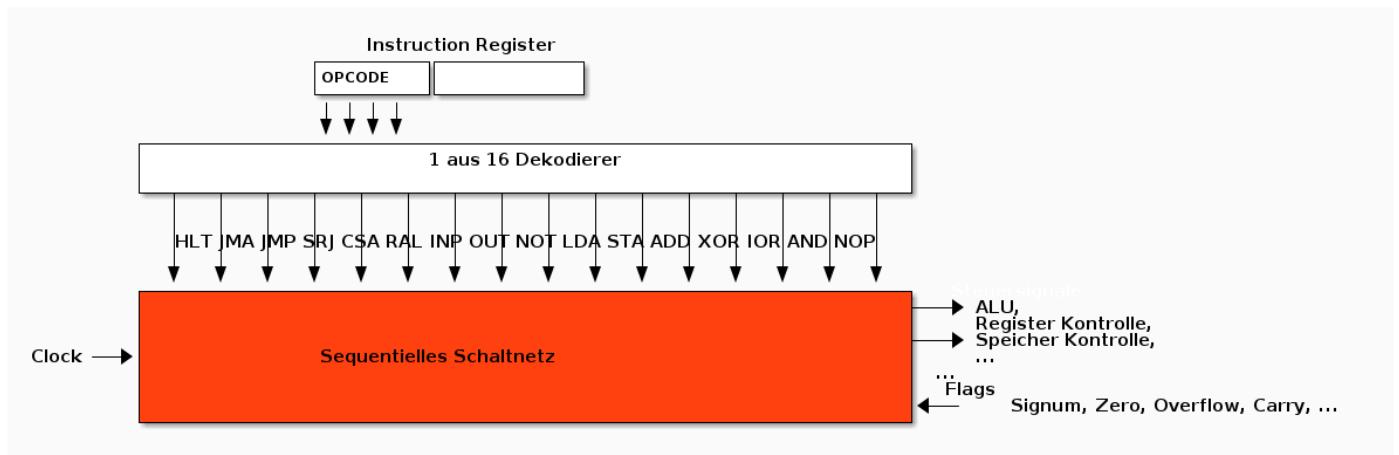 Instruction Register
OPCODE
1 aus 16 Dekodierer
HLT JMA JMP SRJ CSA RAL INP OUT NOT LDA STA ADD XOR IOR AND NOP
Steuersignale
ALU,
Register Kontrolle,
Speicher Kontrolle,
...
Clock
Sequentielles Schaltnetz
...
Flags
Signum, Zero, Overflow, Carry, ...